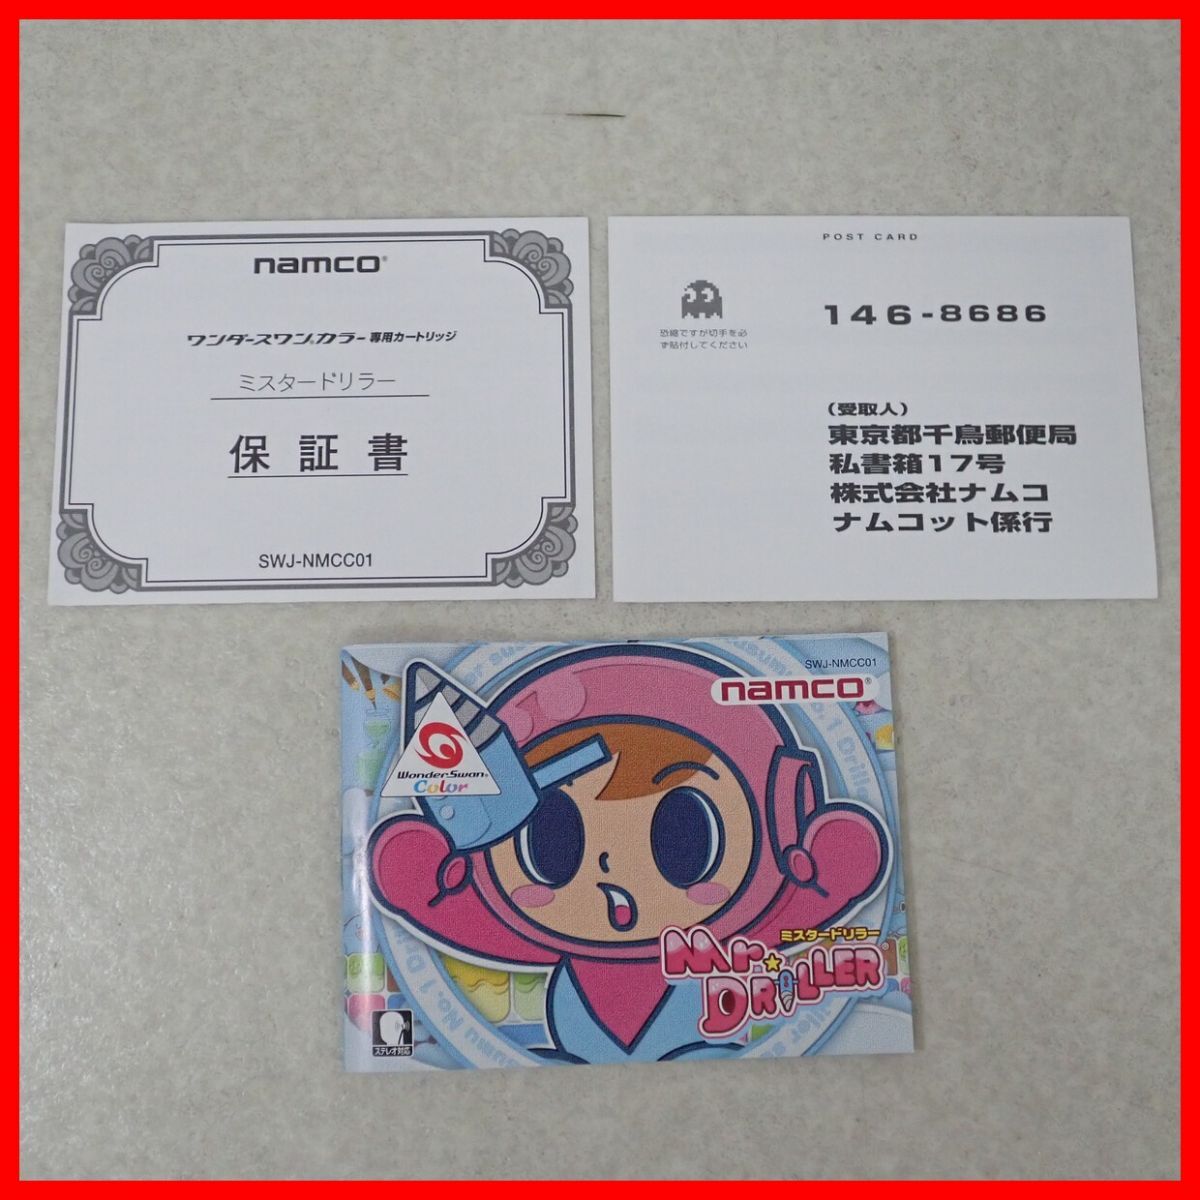 namco®
ワンダースワン®カラー専用カートリッジ
ミスタードリラー
保証書
SWJ-NMCC01
POST CARD
恐縮ですが切手を必
ず貼付してください
146-8686
(受取人)
東京都千鳥郵便局
私書箱17号
株式会社ナムコ
ナムコット係行
SWJ-NMCC01
namco®
WonderSwan®
Color
ミスタードリラー
Mr. DRILLER®
ステレオ対応